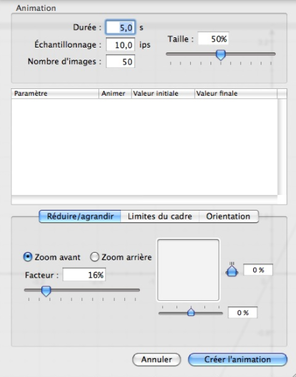 Animation
Durée : 5,0 s
Échantillonnage : 10,0 ips
Nombre d'images : 50
Taille : 50%
Paramètre Animer Valeur initiale Valeur finale
Réduire/agrandir Limites du cadre Orientation
Zoom avant Zoom arrière
Facteur : 16%
0 %
0 %
Annuler Créer l'animation